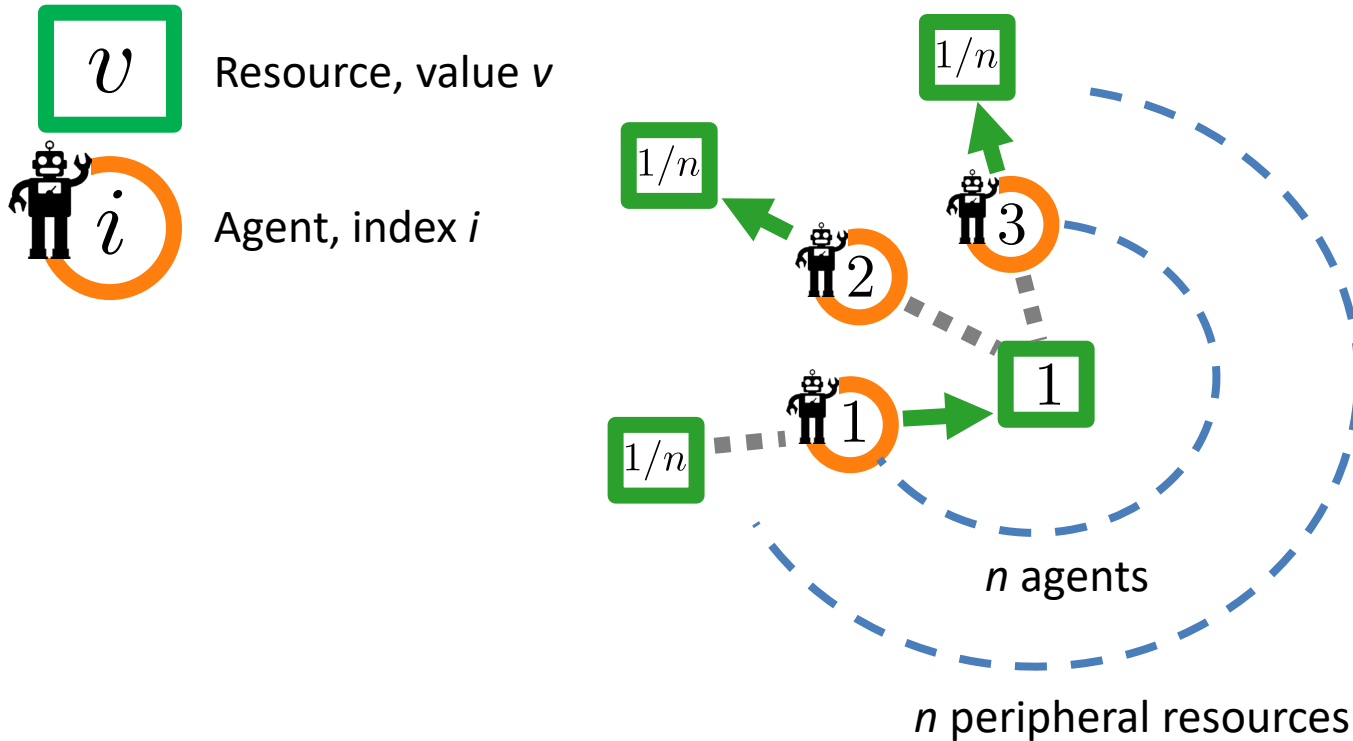 v
Resource, value v
i
Agent, index i
1/n
1/n
3
2
1
1
1/n
n agents
n peripheral resources